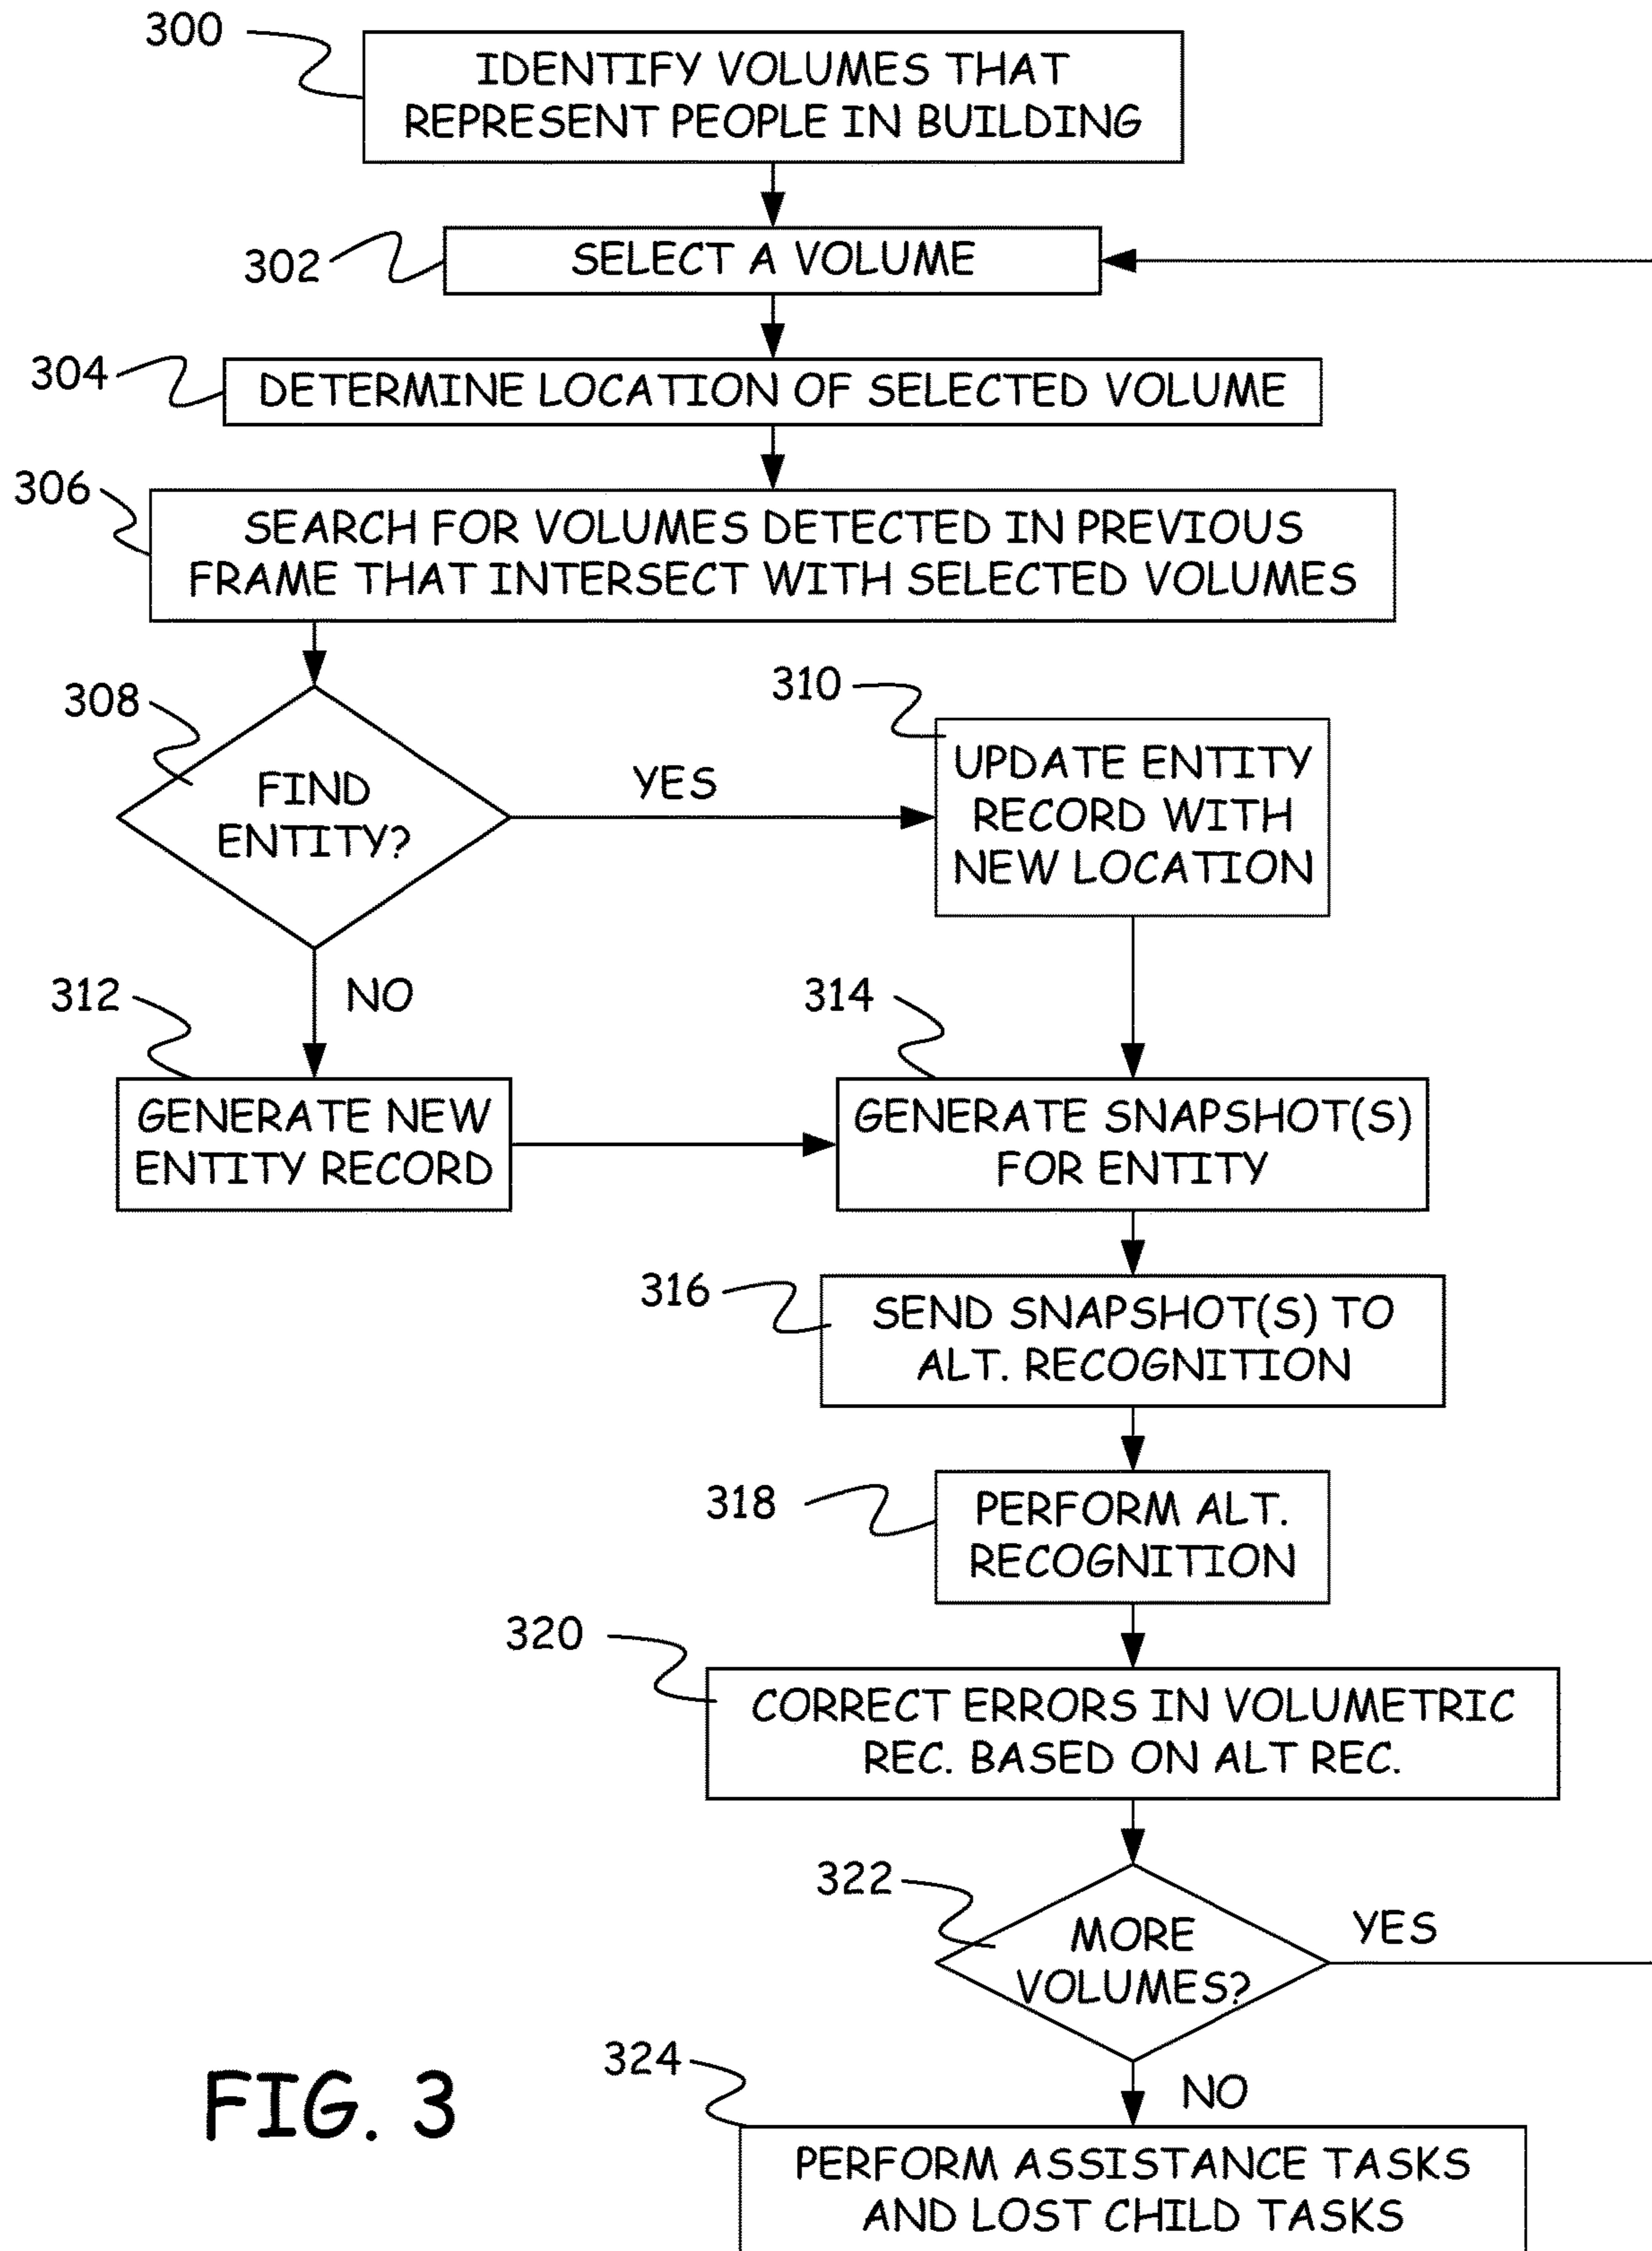 300
IDENTIFY VOLUMES THAT
REPRESENT PEOPLE IN BUILDING
302
SELECT A VOLUME
304
DETERMINE LOCATION OF SELECTED VOLUME
306
SEARCH FOR VOLUMES DETECTED IN PREVIOUS
FRAME THAT INTERSECT WITH SELECTED VOLUMES
308
FIND
ENTITY?
YES
310
UPDATE ENTITY
RECORD WITH
NEW LOCATION
NO
312
GENERATE NEW
ENTITY RECORD
314
GENERATE SNAPSHOT(S)
FOR ENTITY
316
SEND SNAPSHOT(S) TO
ALT. RECOGNITION
318
PERFORM ALT.
RECOGNITION
320
CORRECT ERRORS IN VOLUMETRIC
REC. BASED ON ALT REC.
322
MORE
VOLUMES?
YES
NO
324
PERFORM ASSISTANCE TASKS
AND LOST CHILD TASKS
FIG. 3